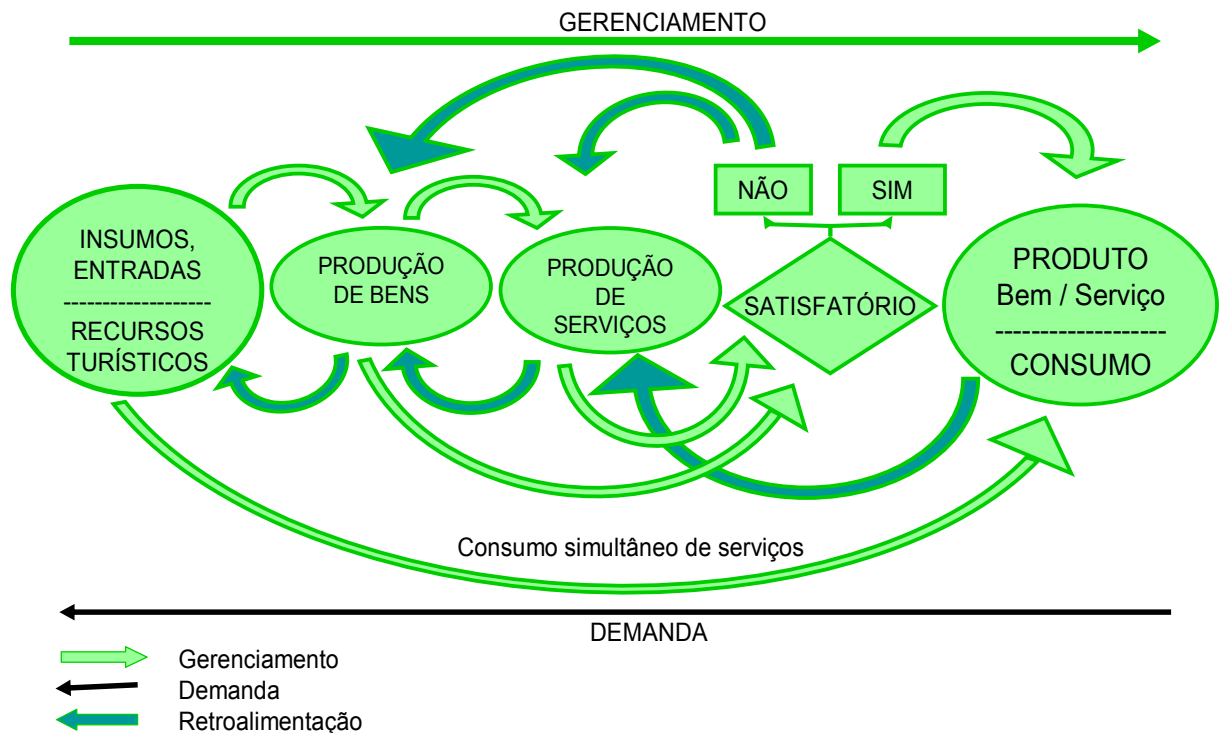 GERENCIAMENTO
NÃO
SIM
INSUMOS,
ENTRADAS
-------------------
RECURSOS
TURÍSTICOS
PRODUÇÃO
DE BENS
PRODUÇÃO
DE
SERVIÇOS
SATISFATÓRIO
PRODUTO
Bem / Serviço
-------------------
CONSUMO
Consumo simultâneo de serviços
DEMANDA
Gerenciamento
Demanda
Retroalimentação